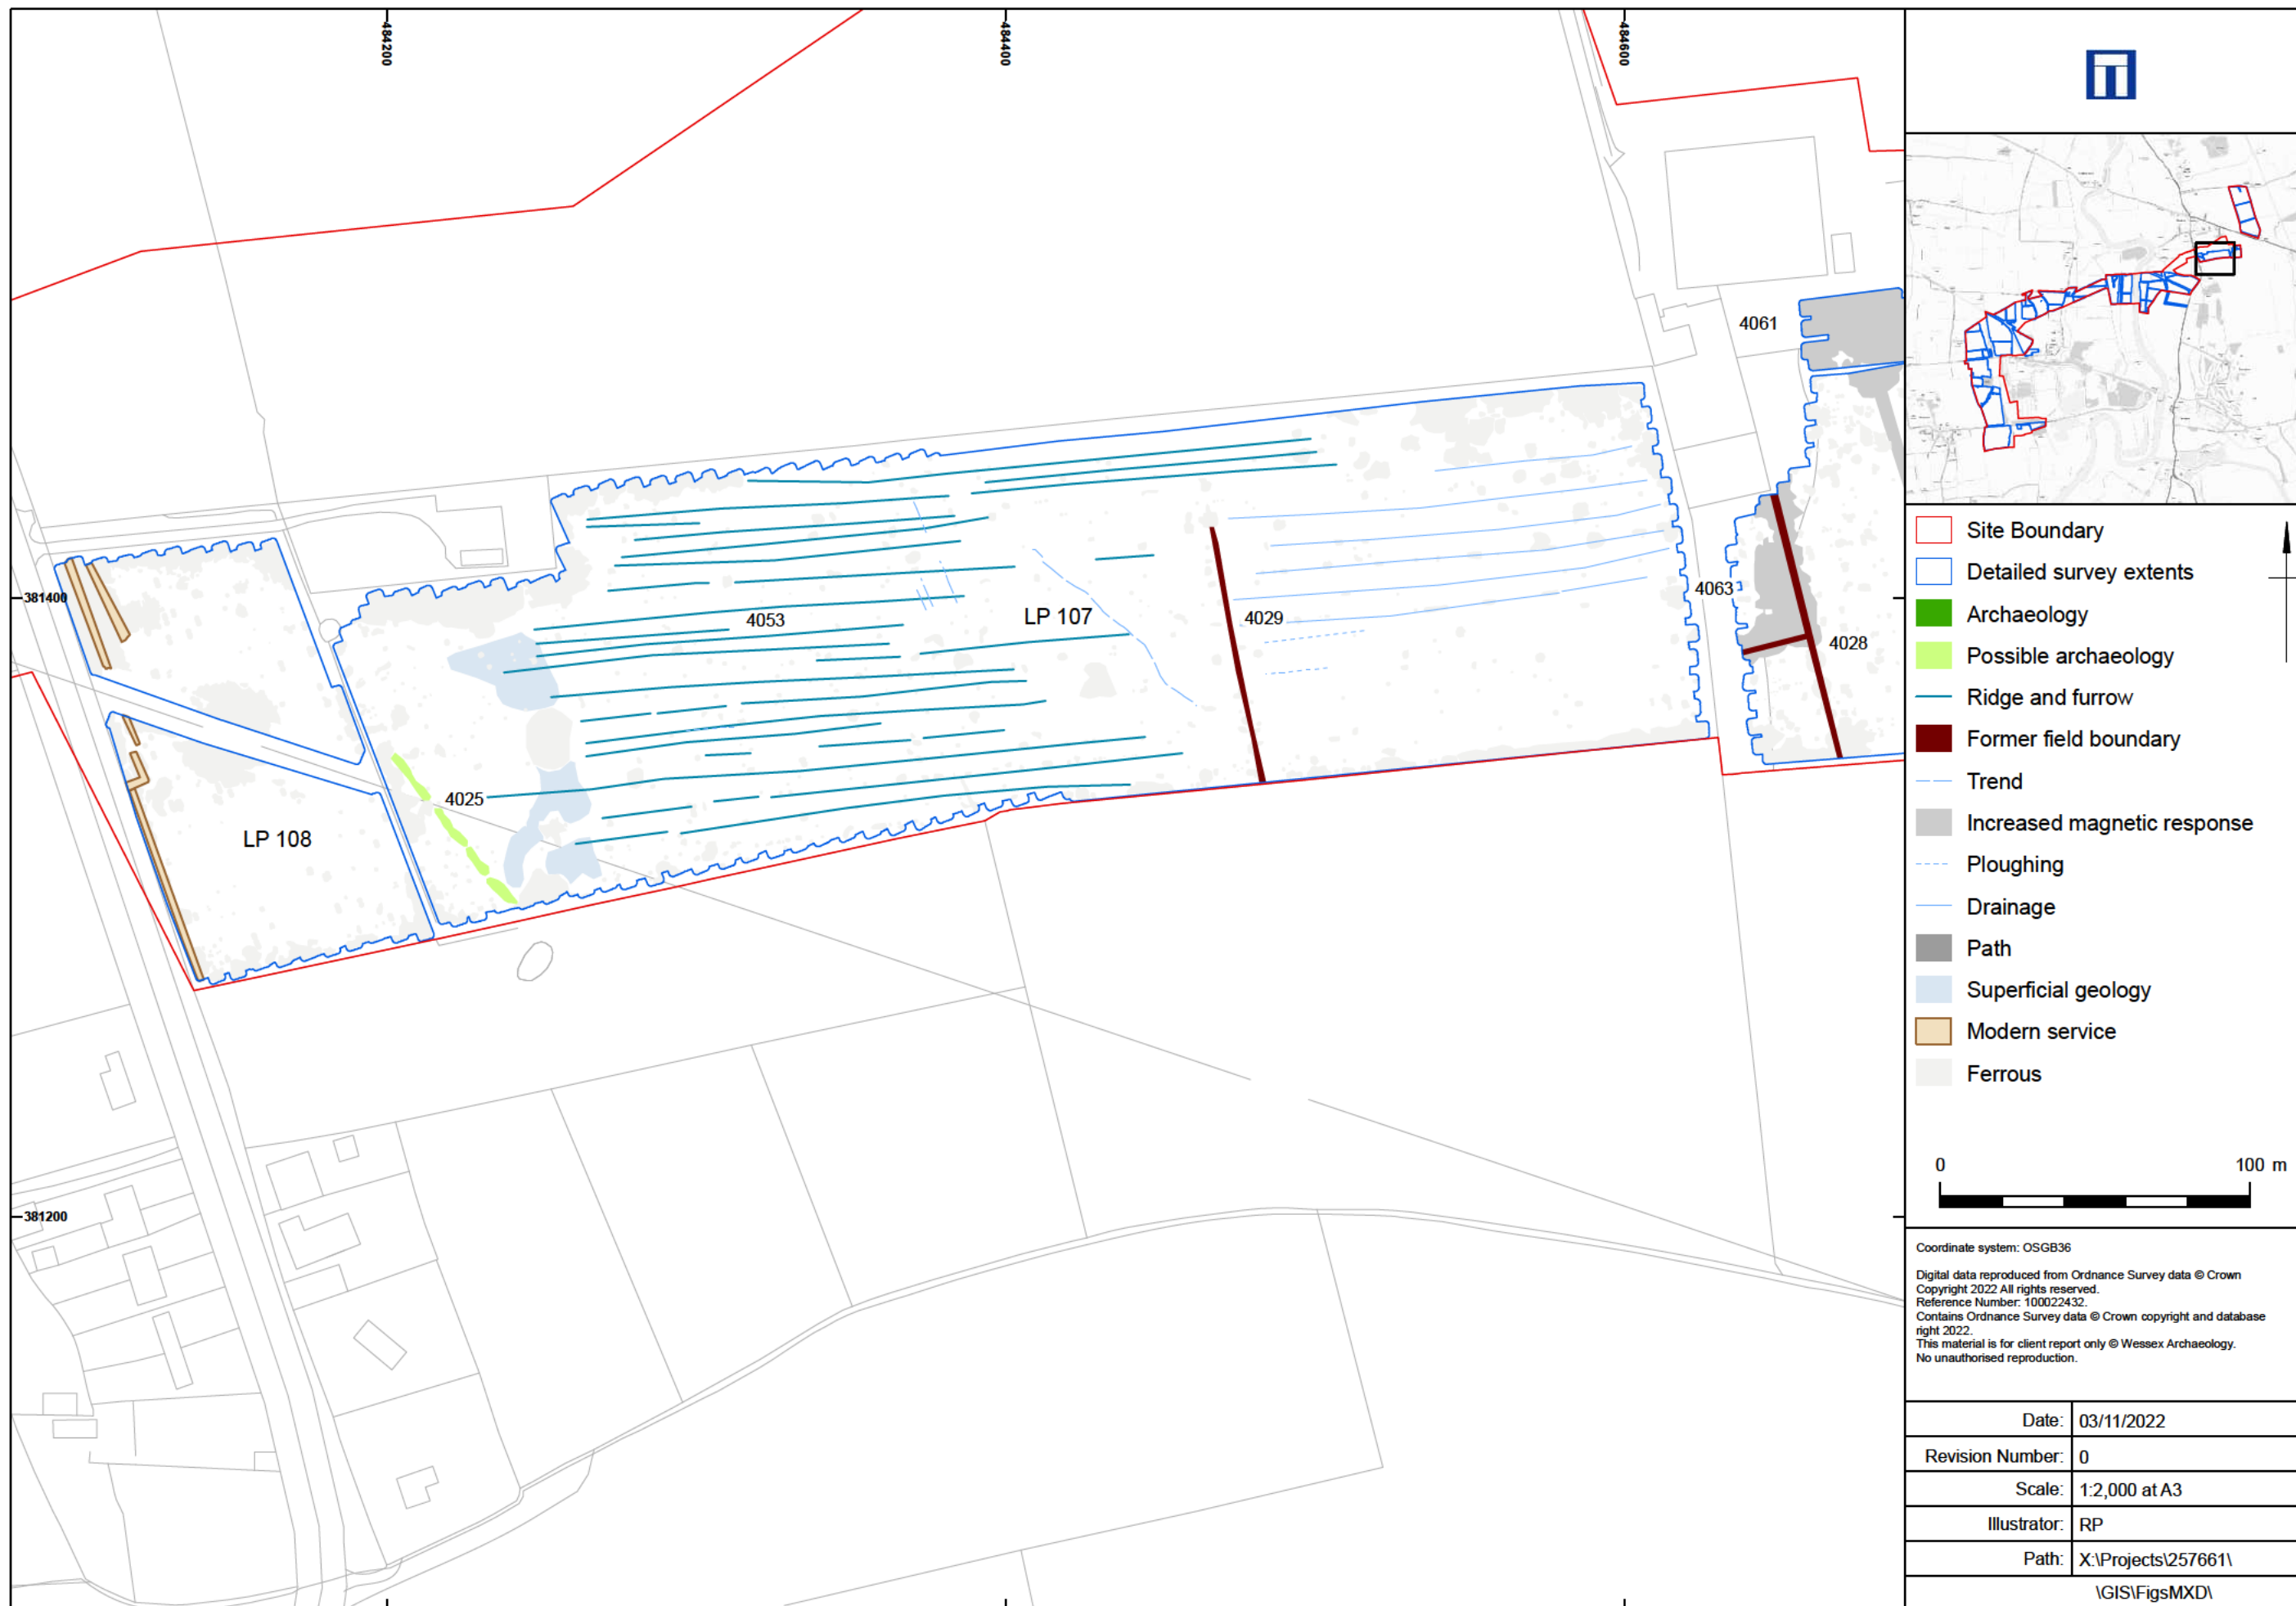 484200
484400
484600
381400
381200
4061
4063
4028
4029
4053
LP 107
4025
LP 108
Site Boundary
Detailed survey extents
Archaeology
Possible archaeology
Ridge and furrow
Former field boundary
Trend
Increased magnetic response
Ploughing
Drainage
Path
Superficial geology
Modern service
Ferrous
0 100 m
Coordinate system: OSGB36
Digital data reproduced from Ordnance Survey data © Crown
Copyright 2022 All rights reserved.
Reference Number: 100022432.
Contains Ordnance Survey data © Crown copyright and database
right 2022.
This material is for client report only © Wessex Archaeology.
No unauthorised reproduction.
Date: 03/11/2022
Revision Number: 0
Scale: 1:2,000 at A3
Illustrator: RP
Path: X:\Projects\257661\
\GIS\FigsMXD\